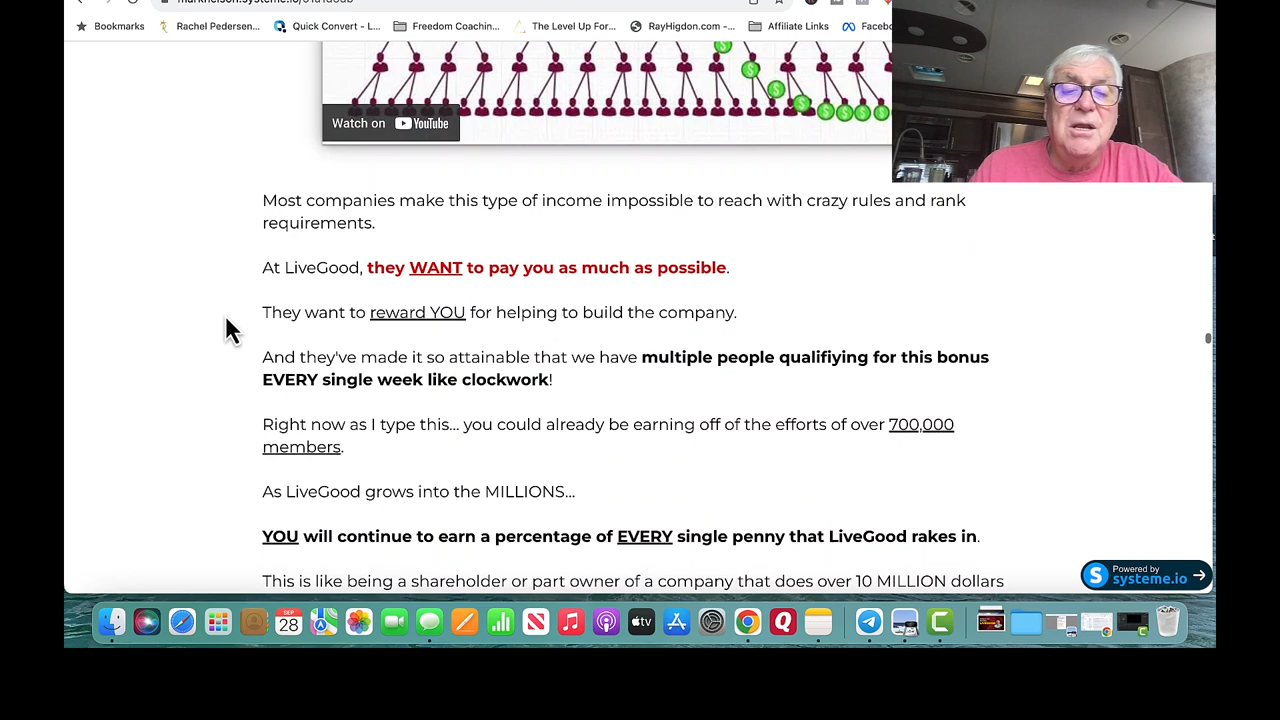 Bookmarks
Rachel Pedersen...
Quick Convert - L...
Freedom Coachin...
The Level Up For...
RayHigdon.com -...
Affiliate Links
Watch on YouTube
Most companies make this type of income impossible to reach with crazy rules and rank
requirements.
At LiveGood, they WANT to pay you as much as possible.
They want to reward YOU for helping to build the company.
And they've made it so attainable that we have multiple people qualifiying for this bonus
EVERY single week like clockwork!
Right now as I type this... you could already be earning off of the efforts of over 700,000
members.
As LiveGood grows into the MILLIONS...
YOU will continue to earn a percentage of EVERY single penny that LiveGood rakes in.
This is like being a shareholder or part owner of a company that does over 10 MILLION dollars
Powered by
systeme.io
SEP
28
tv